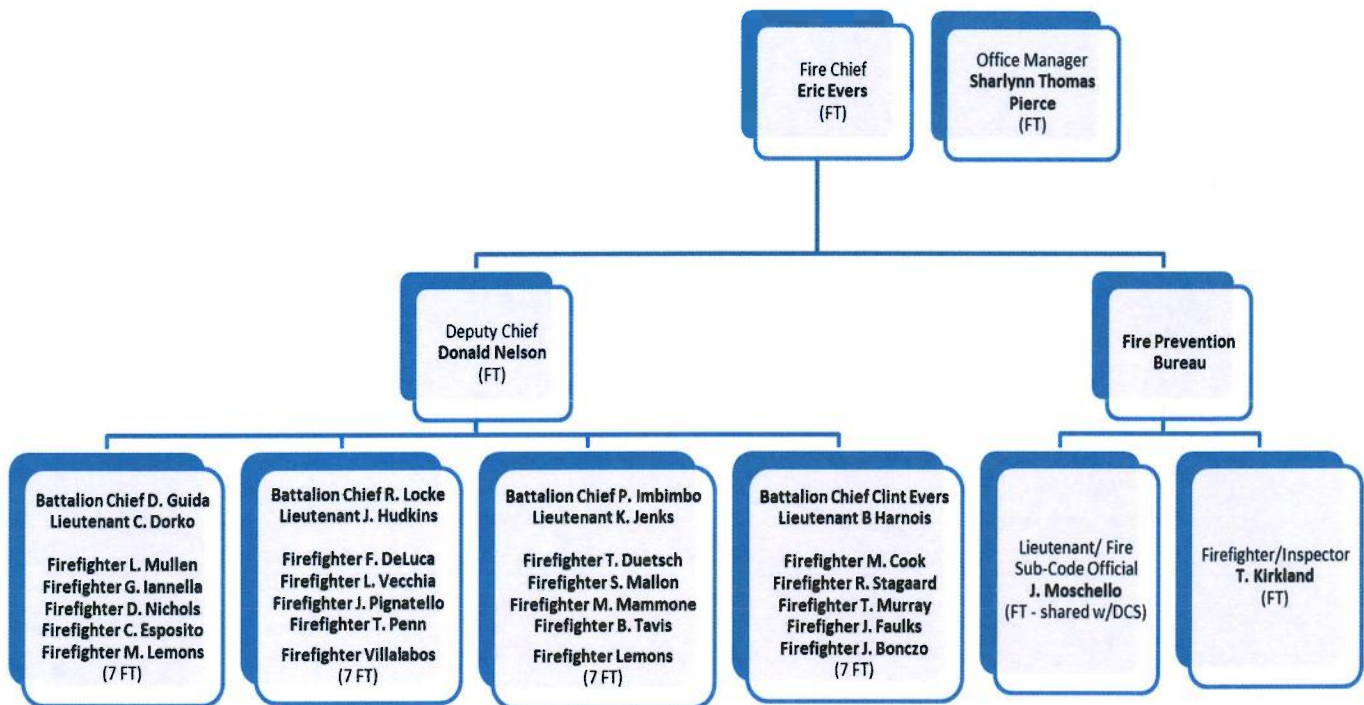 Fire Chief
Eric Evers
(FT)
Office Manager
Sharlynn Thomas
Pierce
(FT)
Deputy Chief
Donald Nelson
(FT)
Fire Prevention
Bureau
Battalion Chief D. Guida
Lieutenant C. Dorko
Firefighter L. Mullen
Firefighter G. Iannella
Firefighter D. Nichols
Firefighter C. Esposito
Firefighter M. Lemons
(7 FT)
Battalion Chief R. Locke
Lieutenant J. Hudkins
Firefighter F. DeLuca
Firefighter L. Vecchia
Firefighter J. Pignatello
Firefighter T. Penn
Firefighter Villalabos
(7 FT)
Battalion Chief P. Imbimbo
Lieutenant K. Jenks
Firefighter T. Duetsch
Firefighter S. Mallon
Firefighter M. Mammone
Firefighter B. Tavis
Firefighter Lemons
(7 FT)
Battalion Chief Clint Evers
Lieutenant B Harnois
Firefighter M. Cook
Firefighter R. Stagaard
Firefighter T. Murray
Firefigher J. Faulks
Firefighter J. Bonczo
(7 FT)
Lieutenant/ Fire
Sub-Code Official
J. Moschello
(FT - shared w/DCS)
Firefighter/Inspector
T. Kirkland
(FT)